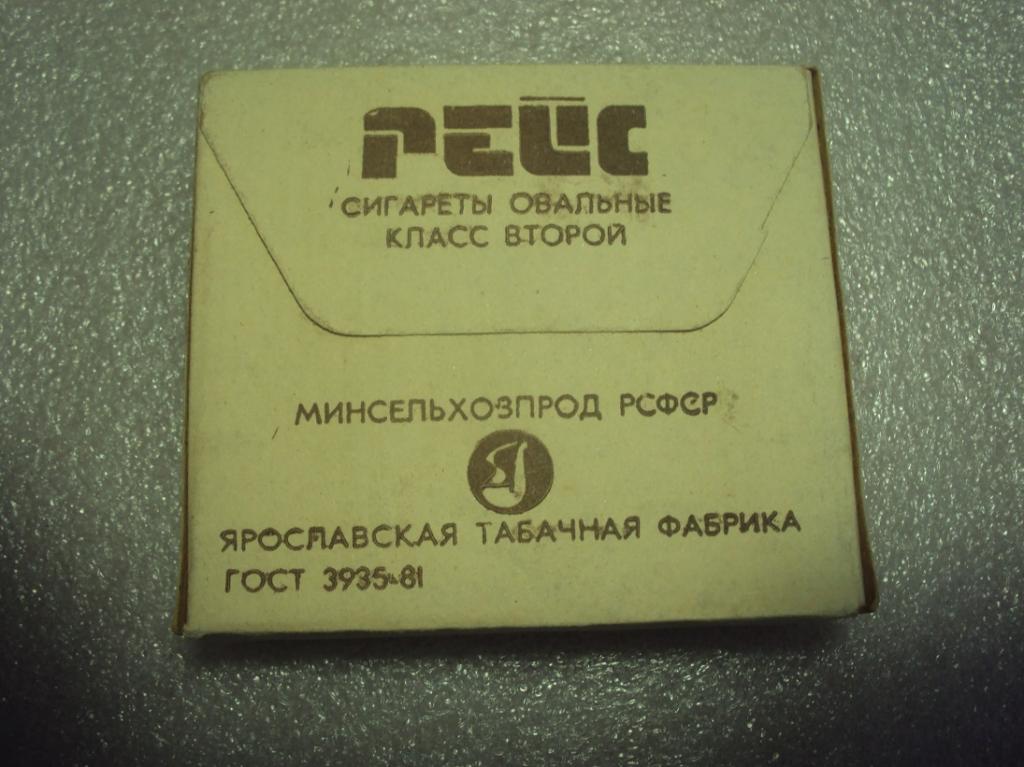 РЕЙС
СИГАРЕТЫ ОВАЛЬНЫЕ
КЛАСС ВТОРОЙ
МИНСЕЛЬХОЗПРОД РСФСР
ЯРОСЛАВСКАЯ ТАБАЧНАЯ ФАБРИКА
ГОСТ 3935-81